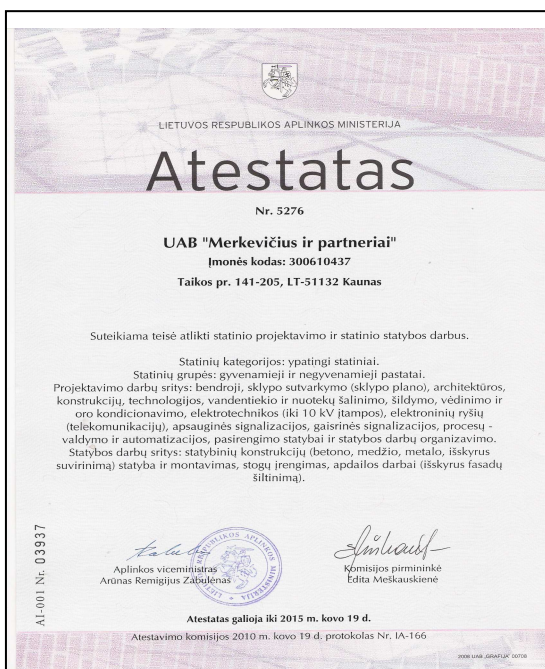 LIETUVOS RESPUBLIKOS APLINKOS MINISTERIJA
Atestatas
Nr. 5276
UAB "Merkevičius ir partneriai"
Įmonės kodas: 300610437
Taikos pr. 141-205, LT-51132 Kaunas
Suteikiama teisė atlikti statinio projektavimo ir statinio statybos darbus.
Statinių kategorijos: ypatingi statiniai.
Statinių grupės: gyvenamieji ir negyvenamieji pastatai.
Projektavimo darbų sritys: bendroji, sklypo sutvarkymo (sklypo plano), architektūros,
konstrukcijų, technologijos, vandentiekio ir nuotekų šalinimo, šildymo, vėdinimo ir
oro kondicionavimo, elektrotechnikos (iki 10 kV įtampos), elektroninių ryšių
(telekomunikacijų), apsauginės signalizacijos, gaisrinės signalizacijos, procesų -
valdymo ir automatizacijos, pasirengimo statybai ir statybos darbų organizavimo.
Statybos darbų sritys: statybinių konstrukcijų (betono, medžio, metalo, išskyrus
suvirinimą) statyba ir montavimas, stogų įrengimas, apdailos darbai (išskyrus fasadų
šiltinimą).
AI-001 Nr. 03937
LIETUVOS RESPUBLIKOS APLINKOS MINISTERIJA
Aplinkos viceministras
Arūnas Remigijus Zabulėnas
Komisijos pirmininkė
Edita Meškauskienė
Atestatas galioja iki 2015 m. kovo 19 d.
Atestavimo komisijos 2010 m. kovo 19 d. protokolas Nr. IA-166
2008 UAB „GRAFIJA" 00708